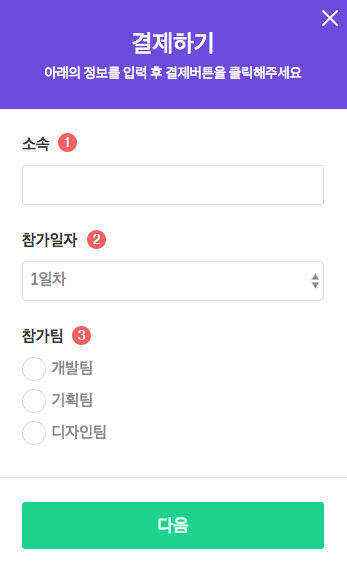 결제하기
아래의 정보를 입력 후 결제버튼을 클릭해주세요
소속 1
참가일자 2
1일차
참가팀 3
개발팀
기획팀
디자인팀
다음